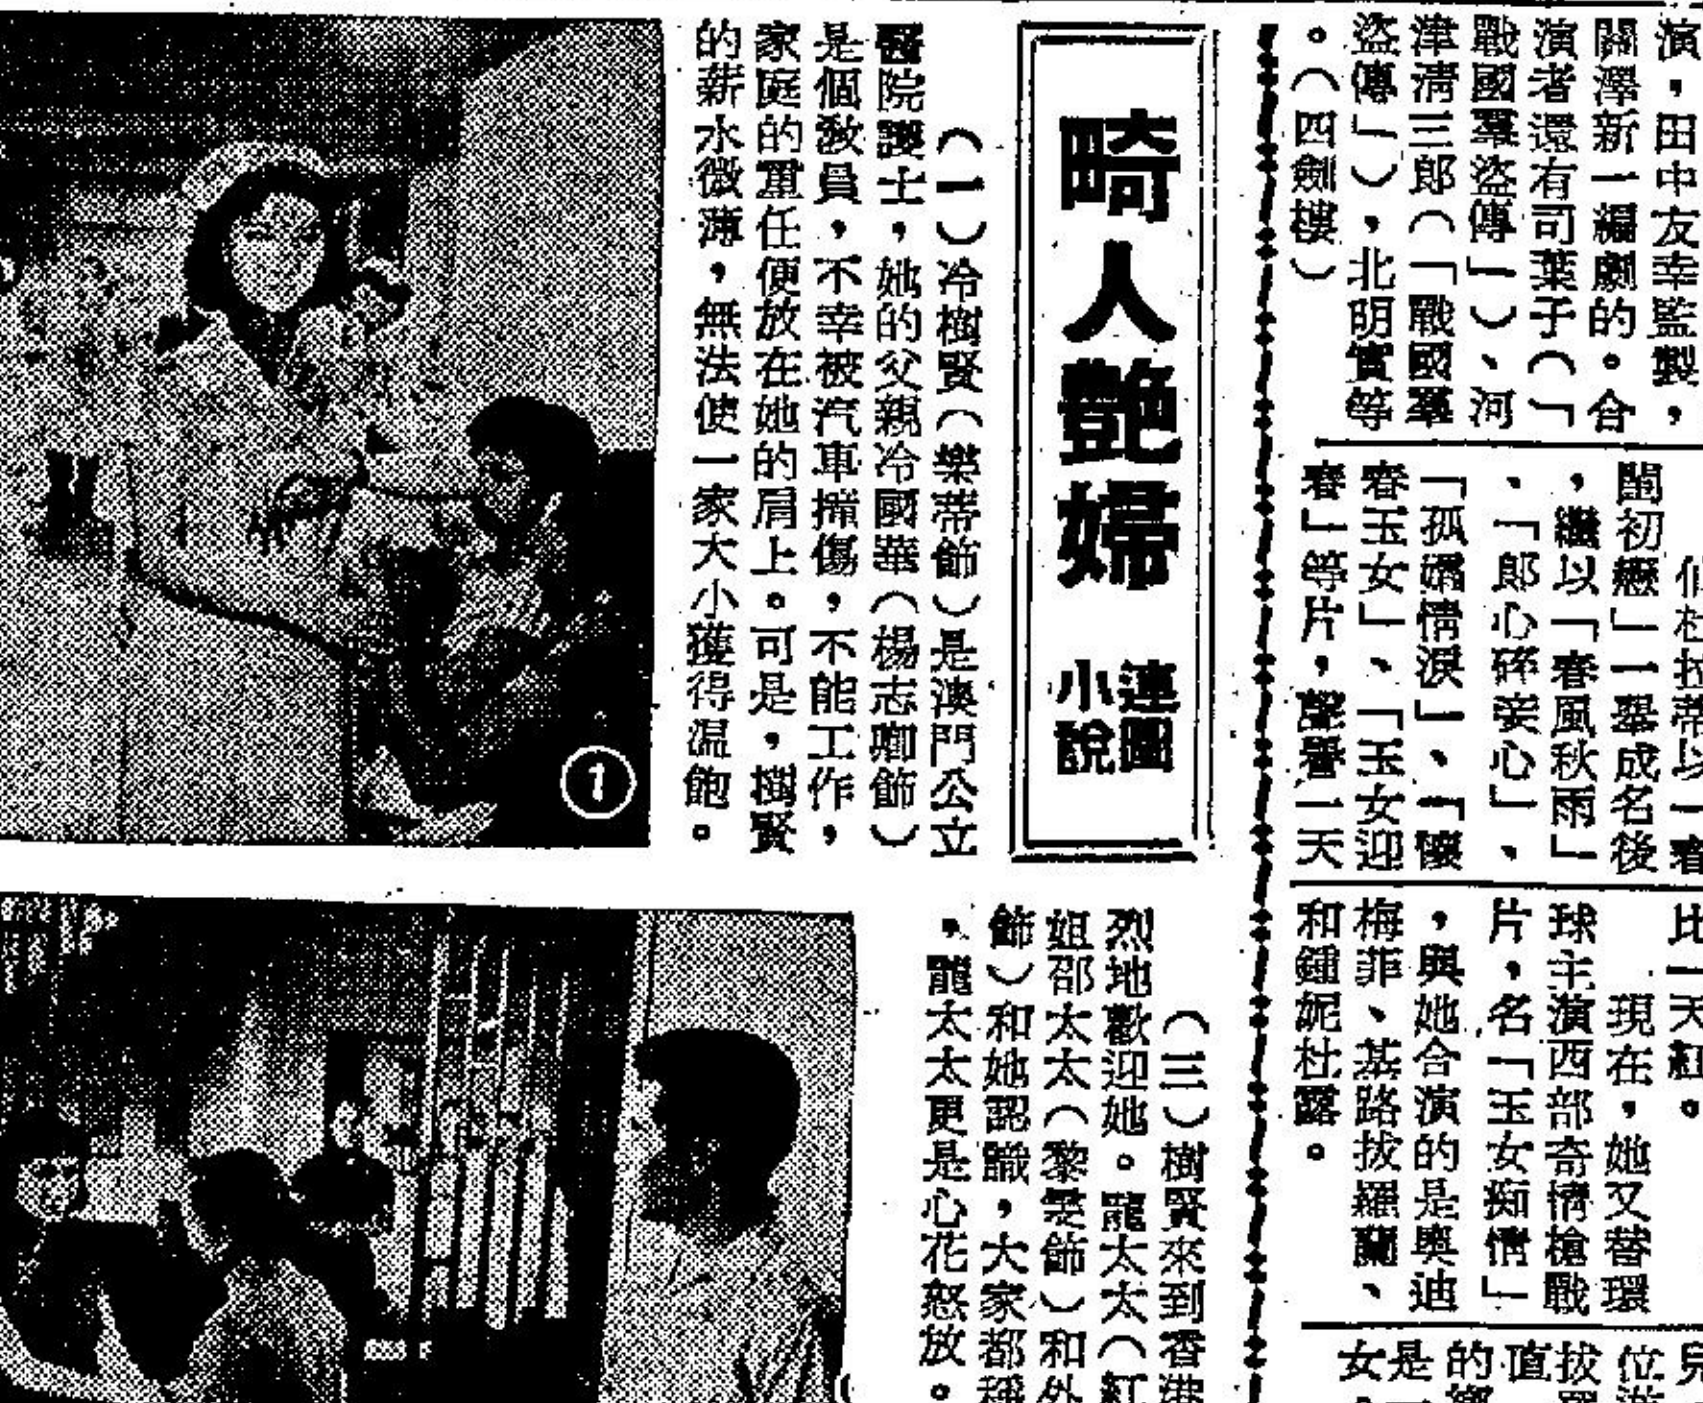 演，田中友幸監製，
關澤新一編劇的。合
演者還有司葉子（「
戰國羣盜傳」）、河
津淸三郎（「戰國羣
盜傳」），北明實等
。（四劍樓）
閨初戀」一舉成名後
，繼以「春風秋雨」
、「郎心碎妾心」、
「孤孀情淚」、「懷
春玉女」、「玉女迎
春」等片，聲譽一天
比一天紅。
現在，她又替環
球主演西部奇情槍戰
片，名「玉女痴情」
，與她合演的是奧迪
梅菲、基路拔羅蘭、
和鍾妮杜露。
畸人艷婦
連圖
小說
（一）冷樹賢（樂蒂飾）是澳門公立
醫院護士，她的父親冷國華（楊志卿飾）
是個敎員，不幸被汽車撞傷，不能工作，
家庭的重任便放在她的肩上。可是，樹賢
的薪水微薄，無法使一家大小獲得温飽。
1
（三）樹賢來到香港
烈地歡迎她。龍太太（紅
姐邵太太（黎雯飾）和外
飾）和她認識，大家都稱
，龍太太更是心花怒放。